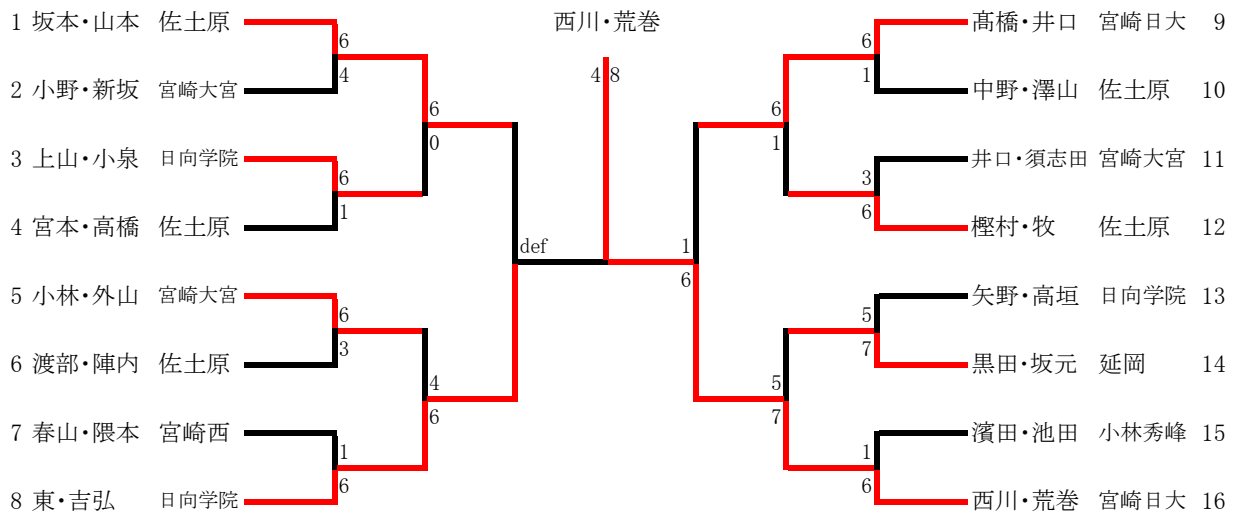 西川・荒巻
4 8
1 坂本・山本 佐土原
6
4
2 小野・新坂 宮崎大宮
6
0
3 上山・小泉 日向学院
6
1
4 宮本・高橋 佐土原
def
5 小林・外山 宮崎大宮
6
3
6 渡部・陣内 佐土原
4
6
7 春山・隈本 宮崎西
1
6
8 東・吉弘 日向学院
髙橋・井口 宮崎日大 9
6
1
中野・澤山 佐土原 10
6
1
井口・須志田 宮崎大宮 11
3
6
樫村・牧 佐土原 12
1
6
矢野・高垣 日向学院 13
5
7
黒田・坂元 延岡 14
5
7
濱田・池田 小林秀峰 15
1
6
西川・荒巻 宮崎日大 16